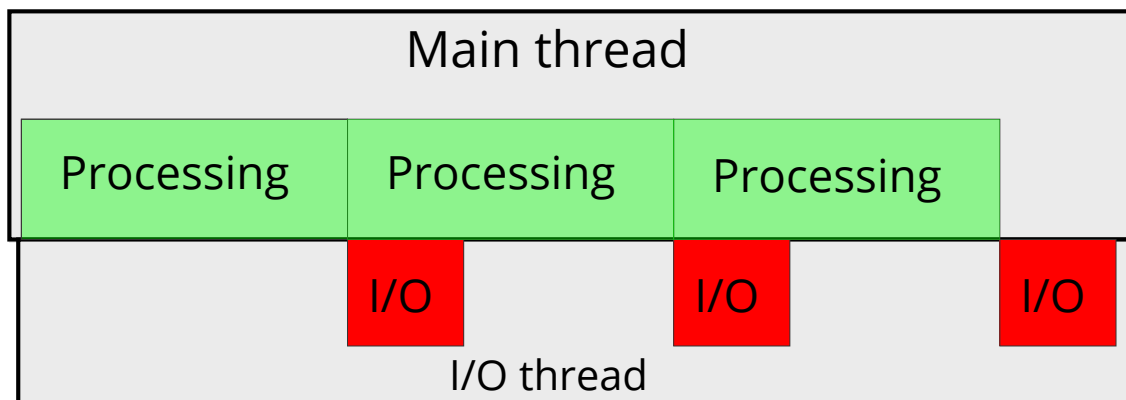 Main thread
Processing Processing Processing
I/O I/O I/O
I/O thread